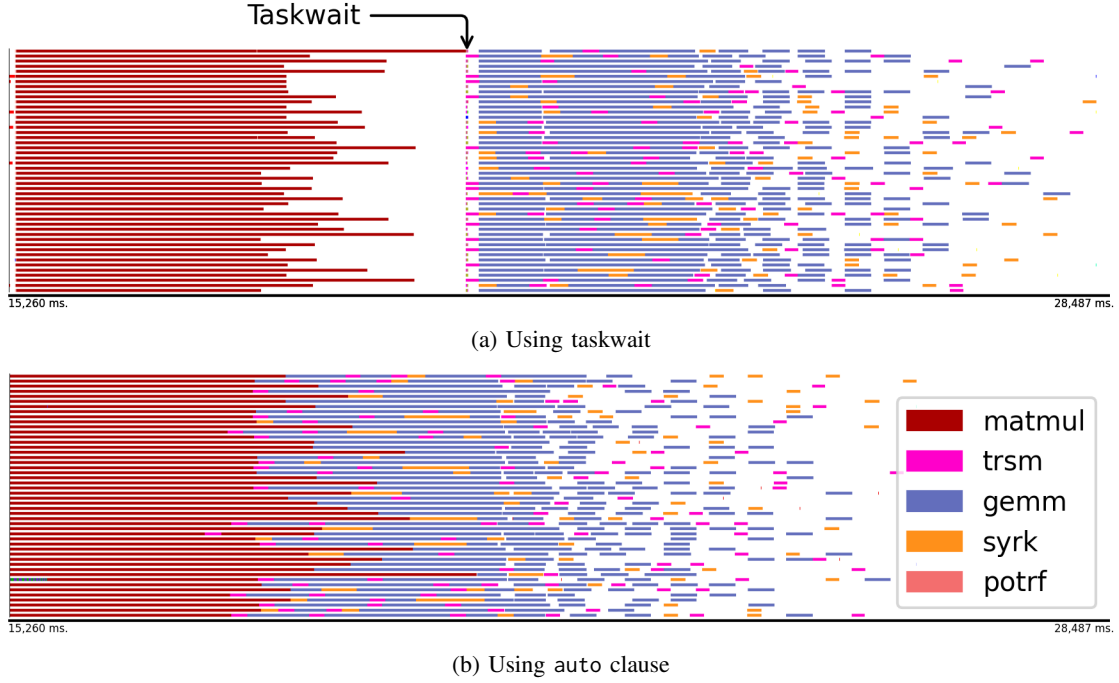 Taskwait
15,260 ms.
28,487 ms.
(a) Using taskwait
matmul
trsm
gemm
syrk
potrf
15,260 ms.
28,487 ms.
(b) Using auto clause